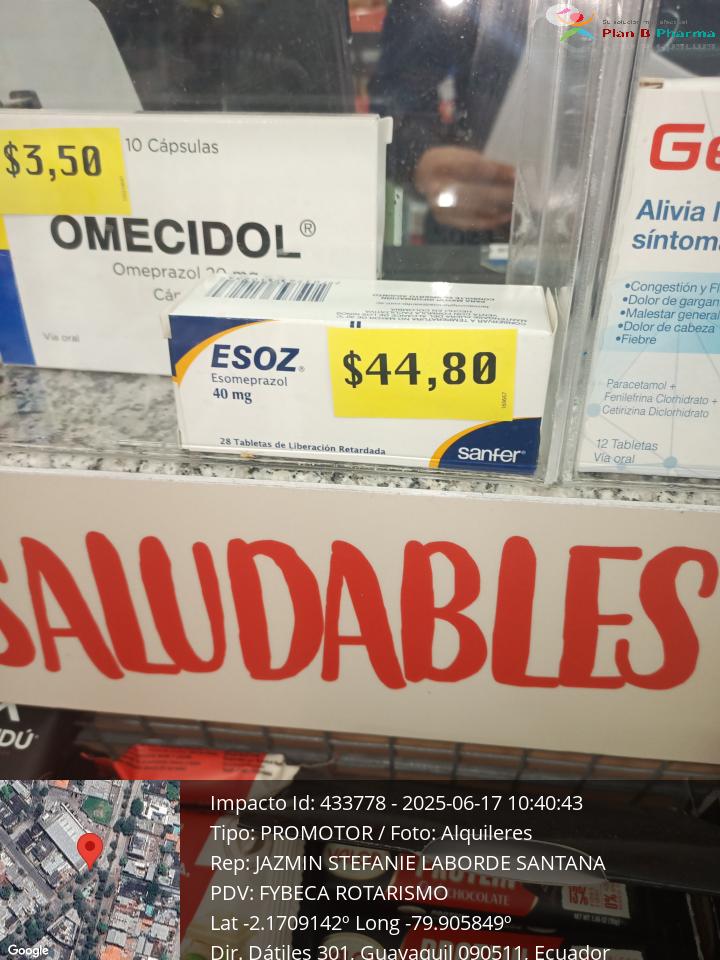 Plan B Pharma
$3,50
10 Cápsulas
OMECIDOL®
Omeprazol 20 mg
Vía oral
ESOZ®
Esomeprazol
40 mg
$44,80
28 Tabletas de Liberación Retardada
sanfer®
Ge
Alivia l
síntoma
•Congestión y Fl
•Dolor de gargan
•Malestar general
•Dolor de cabeza
•Fiebre
Paracetamol +
Fenilefrina Clorhidrato +
Cetirizina Diclorhidrato
12 Tabletas
Vía oral
SALUDABLES
Impacto Id: 433778 - 2025-06-17 10:40:43
Tipo: PROMOTOR / Foto: Alquileres
Rep: JAZMIN STEFANIE LABORDE SANTANA
PDV: FYBECA ROTARISMO
Lat -2.1709142º Long -79.905849º
Dir. Dátiles 301, Guayaquil 090511, Ecuador
PROTEIN
CHOCOLATE
Google